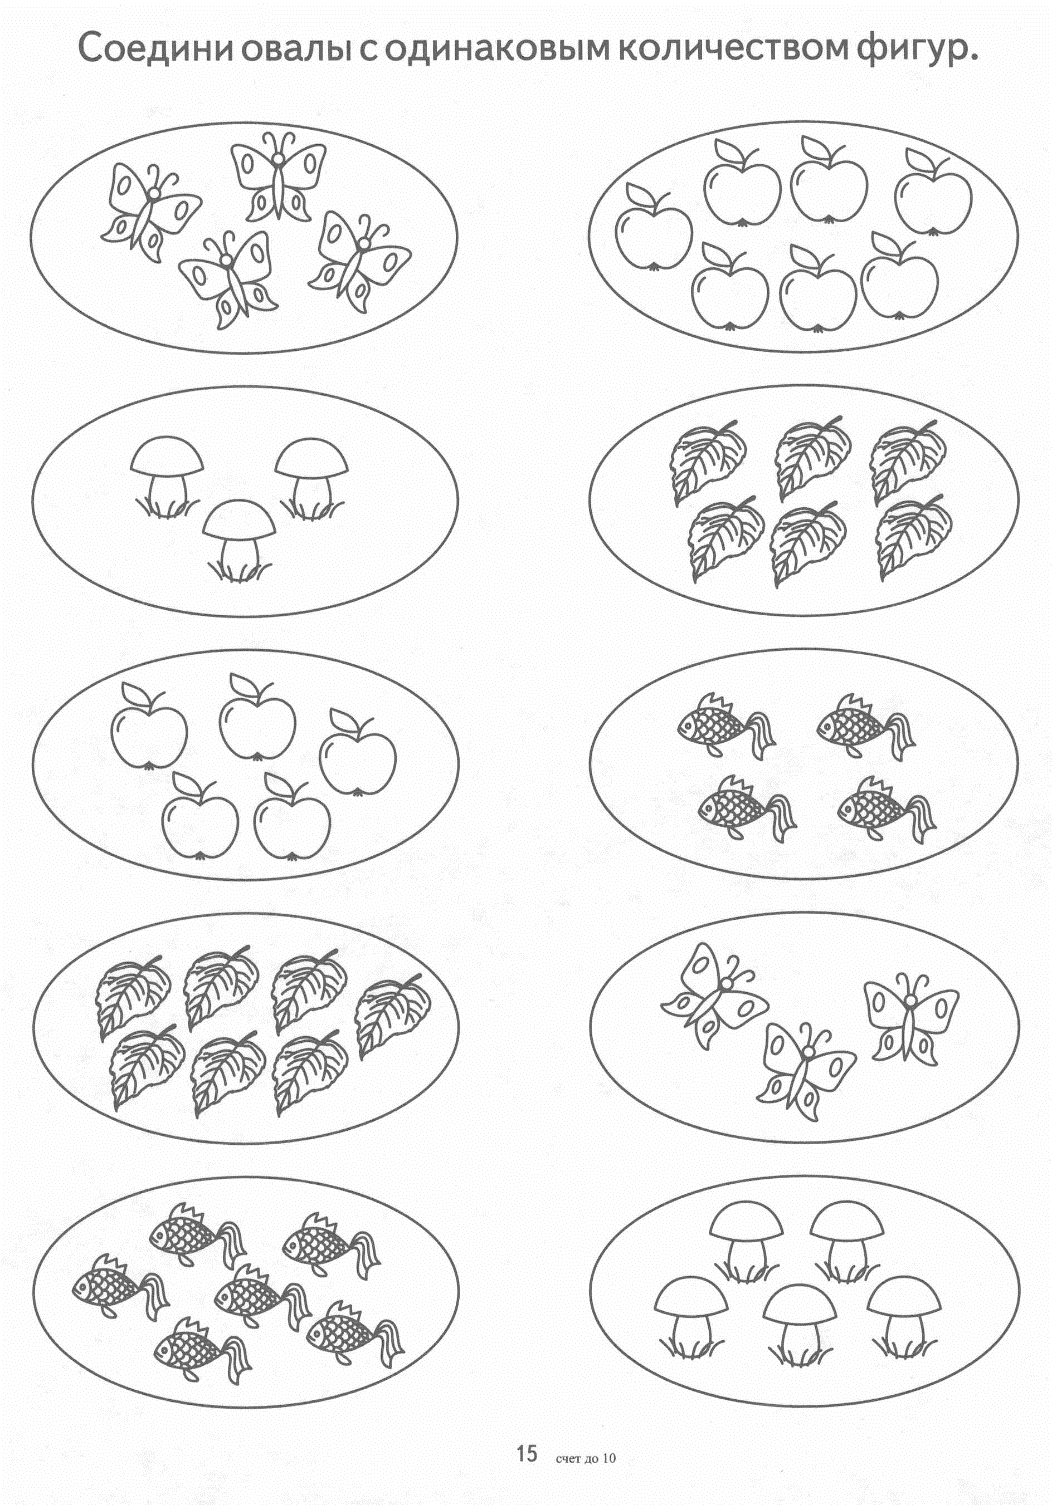 Соедини овалы с одинаковым количеством фигур.
15 счет до 10